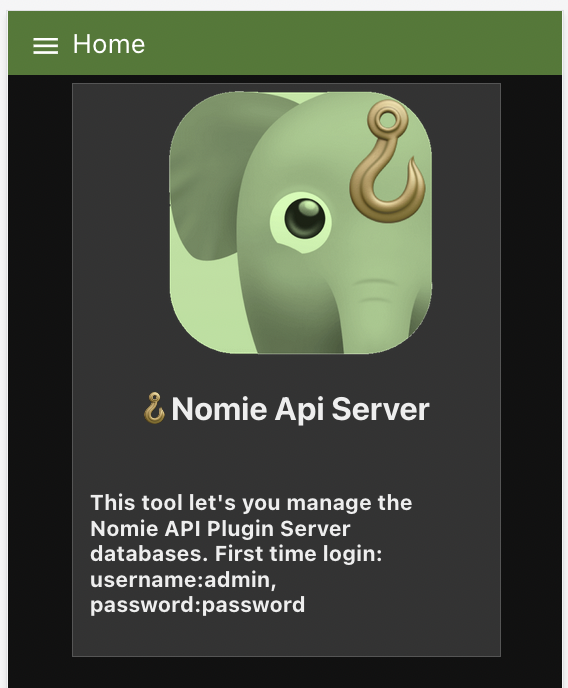 Home
Nomie Api Server
This tool let's you manage the
Nomie API Plugin Server
databases. First time login:
username:admin,
password:password